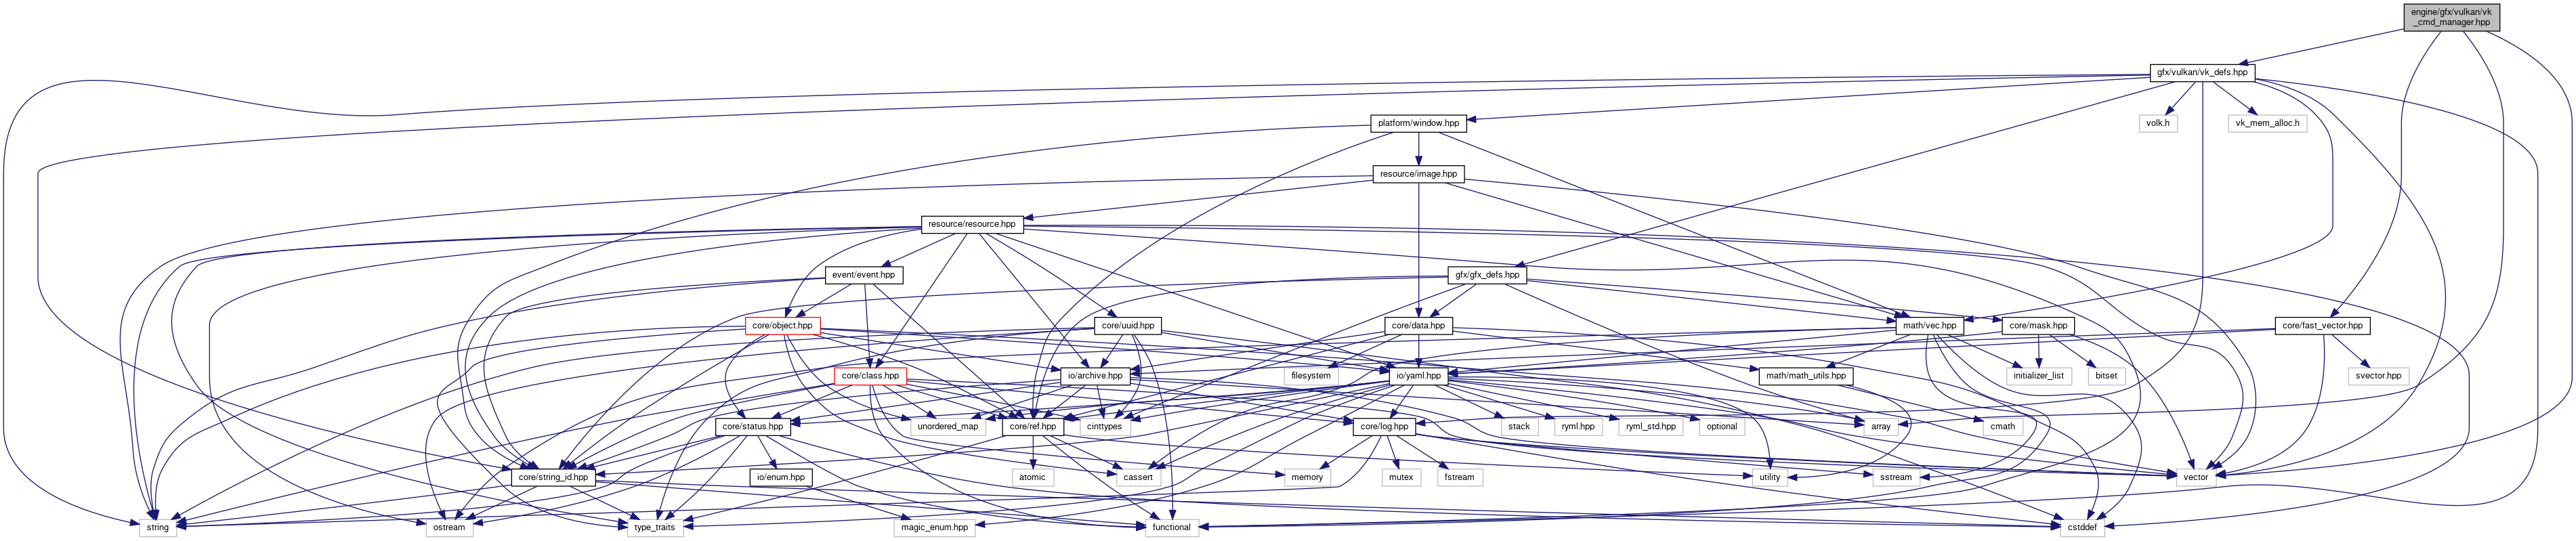 engine/gfx/vulkan/vk
_cmd_manager.hpp
gfx/vulkan/vk_defs.hpp
platform/window.hpp
volk.h
vk_mem_alloc.h
resource/image.hpp
resource/resource.hpp
event/event.hpp
gfx/gfx_defs.hpp
core/object.hpp
core/uuid.hpp
core/data.hpp
math/vec.hpp
core/mask.hpp
core/fast_vector.hpp
core/class.hpp
io/archive.hpp
filesystem
io/yaml.hpp
math/math_utils.hpp
initializer_list
bitset
svector.hpp
core/status.hpp
unordered_map
core/ref.hpp
cinttypes
core/log.hpp
stack
ryml.hpp
ryml_std.hpp
optional
array
cmath
core/string_id.hpp
io/enum.hpp
atomic
cassert
memory
mutex
fstream
utility
sstream
vector
string
ostream
type_traits
magic_enum.hpp
functional
cstddef